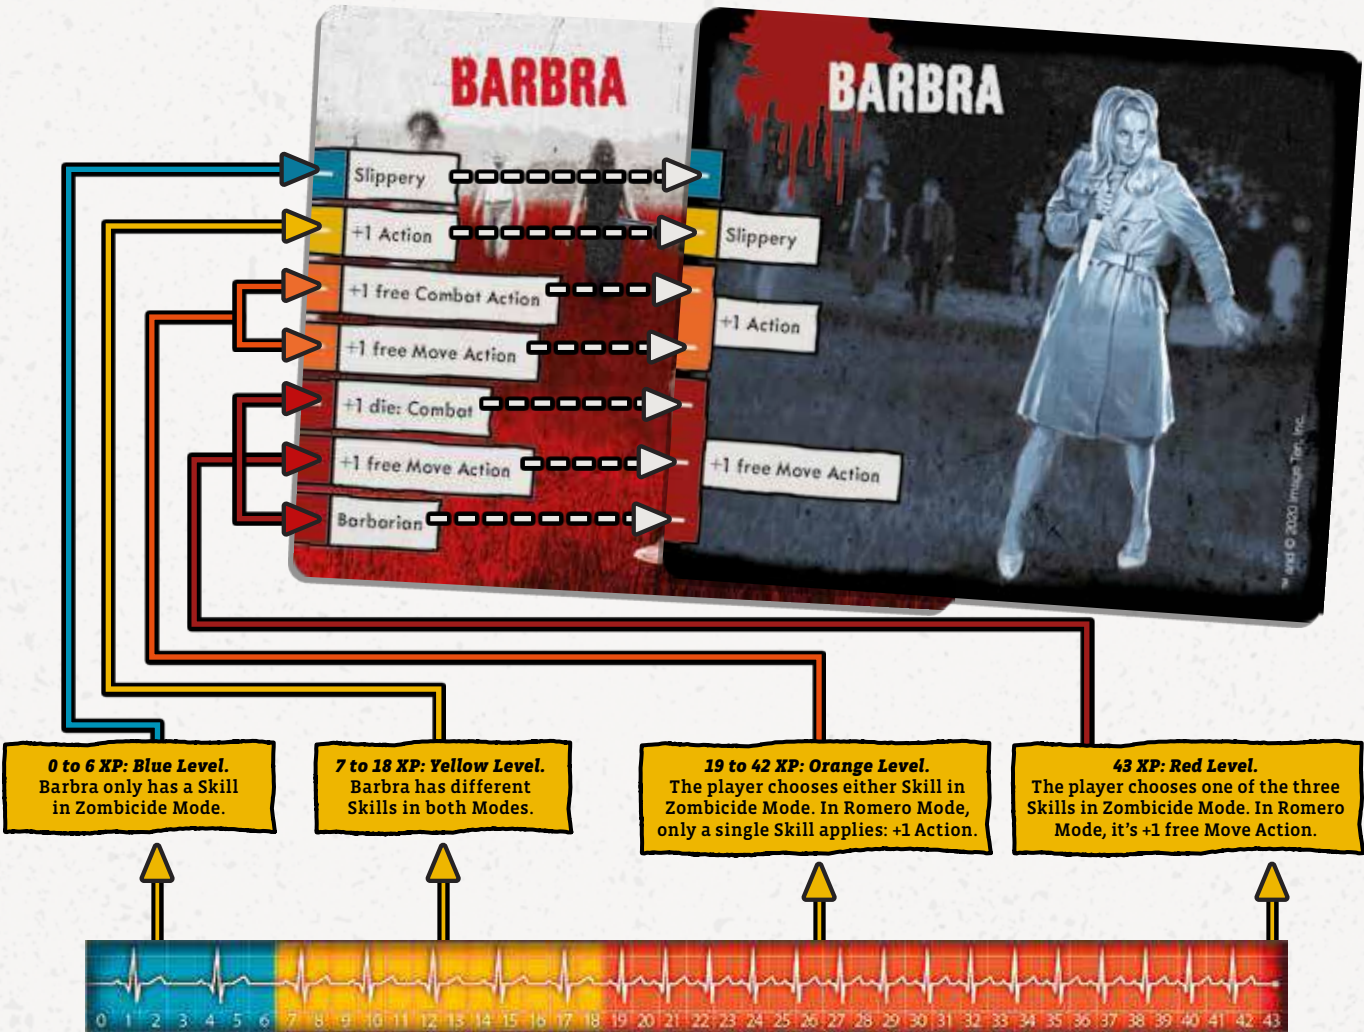 BARBRA
Slippery
+1 Action
+1 free Combat Action
+1 free Move Action
+1 die: Combat
+1 free Move Action
Barbarian
BARBRA
Slippery
+1 Action
+1 free Move Action
™ and © 2020 Image Ten, Inc.
0 to 6 XP: Blue Level.
Barbra only has a Skill
in Zombicide Mode.
7 to 18 XP: Yellow Level.
Barbra has different
Skills in both Modes.
19 to 42 XP: Orange Level.
The player chooses either Skill in
Zombicide Mode. In Romero Mode,
only a single Skill applies: +1 Action.
43 XP: Red Level.
The player chooses one of the three
Skills in Zombicide Mode. In Romero
Mode, it's +1 free Move Action.
0 1 2 3 4 5 6 7 8 9 10 11 12 13 14 15 16 17 18 19 20 21 22 23 24 25 26 27 28 29 30 31 32 33 34 35 36 37 38 39 40 41 42 43